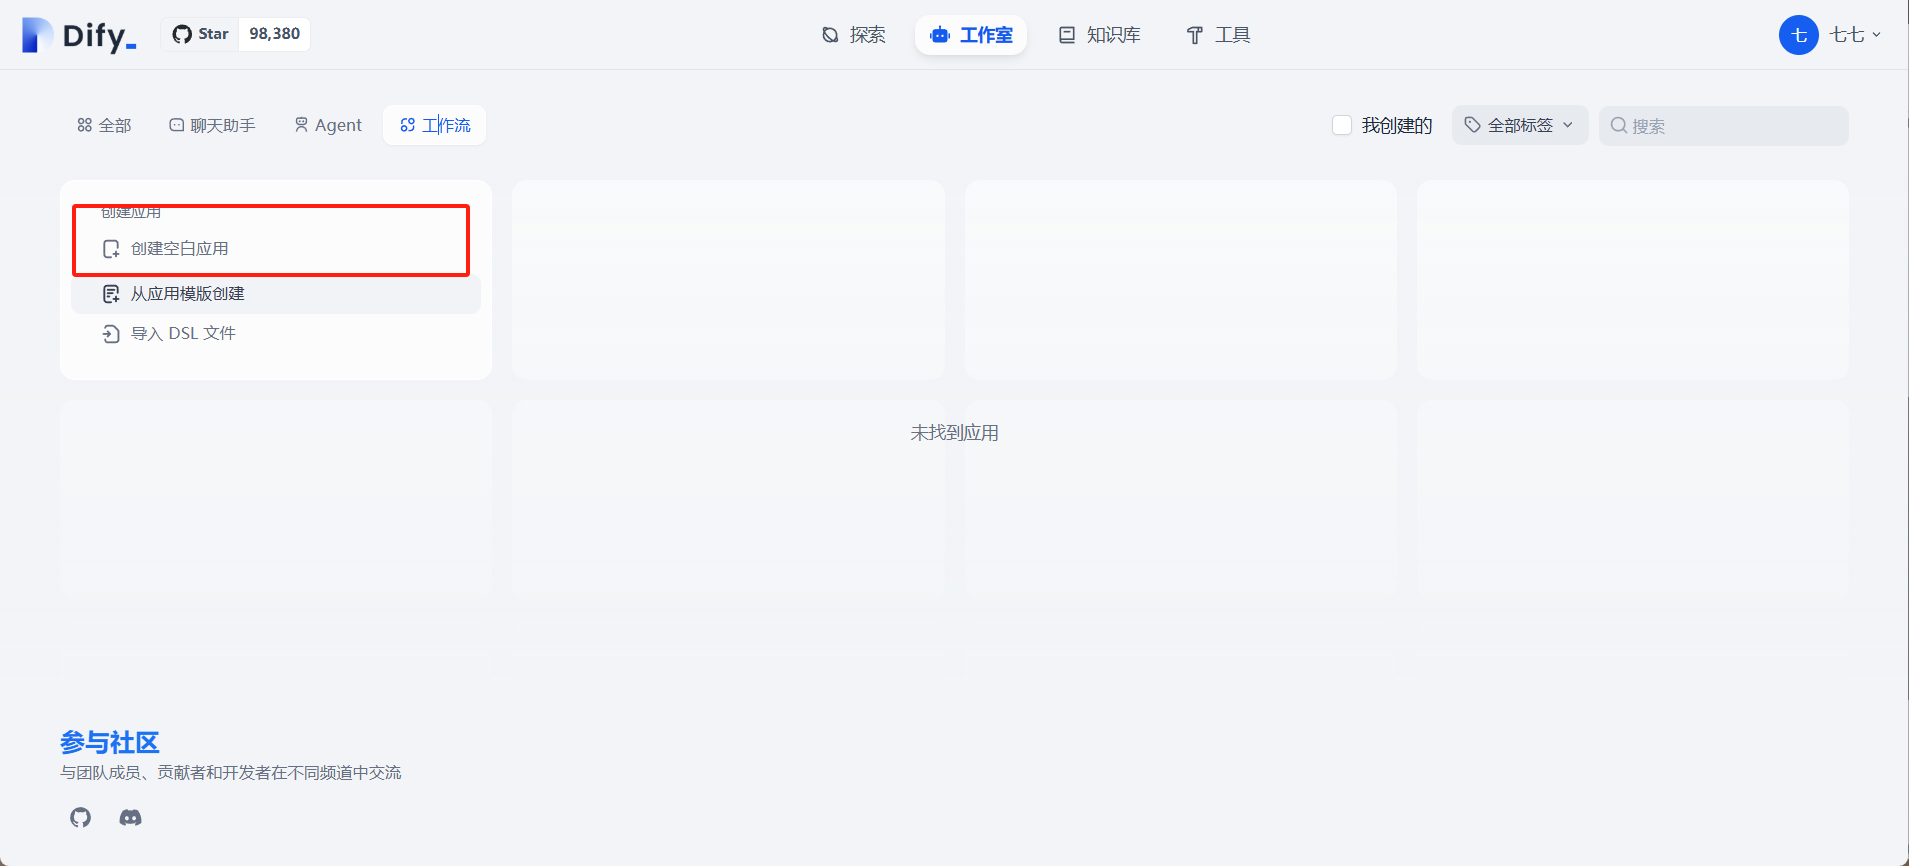 Dify_
Star 98,380
探索
工作室
知识库
工具
七 七七
全部
聊天助手
Agent
工作流
我创建的
全部标签
搜索
创建应用
创建空白应用
从应用模版创建
导入 DSL 文件
未找到应用
参与社区
与团队成员、贡献者和开发者在不同频道中交流